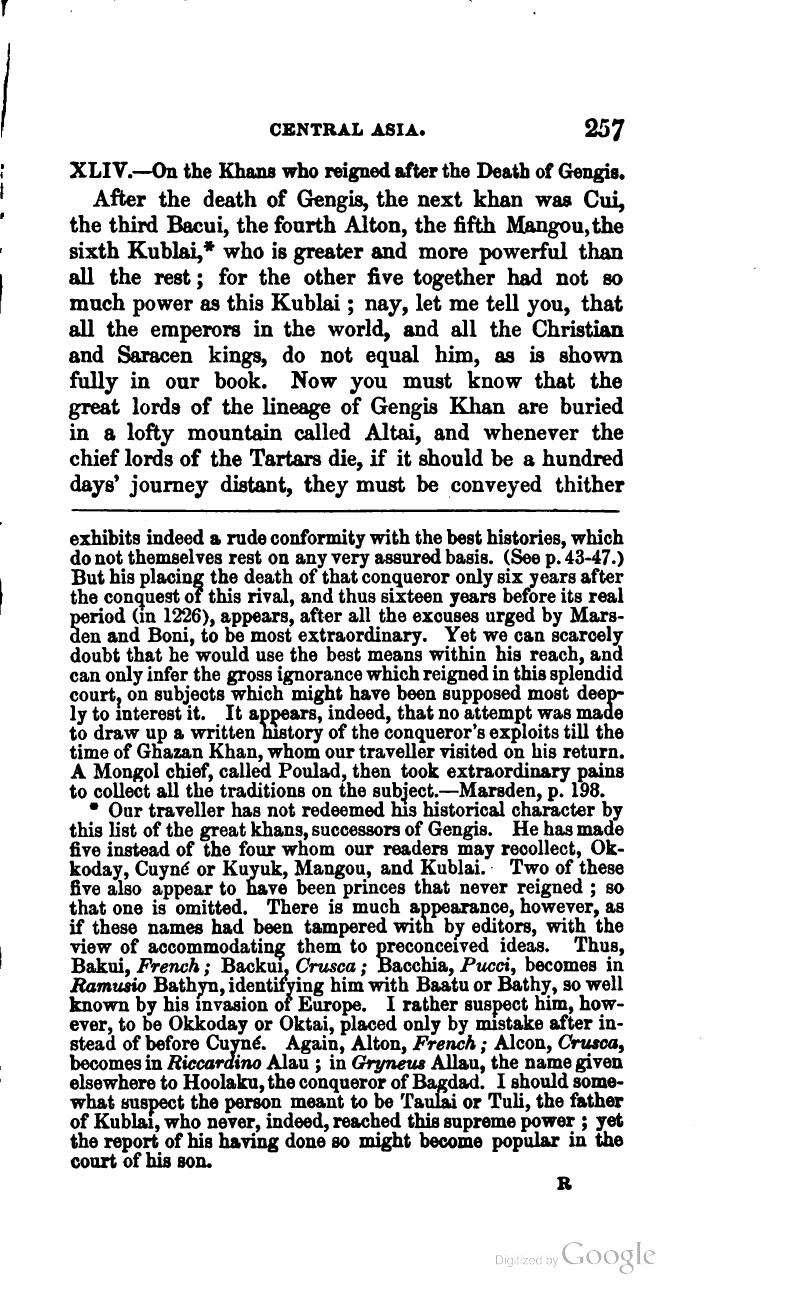 CENTRAL ASIA. 257
XLIV.—On the Khans who reigned after the Death of Gengis.
After the death of Gengis, the next khan was Cui,
the third Bacui, the fourth Alton, the fifth Mangou, the
sixth Kublai,* who is greater and more powerful than
all the rest; for the other five together had not so
much power as this Kublai; nay, let me tell you, that
all the emperors in the world, and all the Christian
and Saracen kings, do not equal him, as is shown
fully in our book. Now you must know that the
great lords of the lineage of Gengis Khan are buried
in a lofty mountain called Altai, and whenever the
chief lords of the Tartars die, if it should be a hundred
days' journey distant, they must be conveyed thither
exhibits indeed a rude conformity with the best histories, which
do not themselves rest on any very assured basis. (See p. 43-47.)
But his placing the death of that conqueror only six years after
the conquest of this rival, and thus sixteen years before its real
period (in 1226), appears, after all the excuses urged by Mars-
den and Boni, to be most extraordinary. Yet we can scarcely
doubt that he would use the best means within his reach, and
can only infer the gross ignorance which reigned in this splendid
court, on subjects which might have been supposed most deep-
ly to interest it. It appears, indeed, that no attempt was made
to draw up a written history of the conqueror's exploits till the
time of Ghazan Khan, whom our traveller visited on his return.
A Mongol chief, called Poulad, then took extraordinary pains
to collect all the traditions on the subject.—Marsden, p. 198.
* Our traveller has not redeemed his historical character by
this list of the great khans, successors of Gengis. He has made
five instead of the four whom our readers may recollect, Ok-
koday, Cuyné or Kuyuk, Mangou, and Kublai. Two of these
five also appear to have been princes that never reigned; so
that one is omitted. There is much appearance, however, as
if these names had been tampered with by editors, with the
view of accommodating them to preconceived ideas. Thus,
Bakui, French; Backui, Crusca; Bacchia, Pucci, becomes in
Ramusio Bathyn, identifying him with Baatu or Bathy, so well
known by his invasion of Europe. I rather suspect him, how-
ever, to be Okkoday or Oktai, placed only by mistake after in-
stead of before Cuyné. Again, Alton, French; Alcon, Crusca,
becomes in Riccardino Alau; in Gryneus Allau, the name given
elsewhere to Hoolaku, the conqueror of Bagdad. I should some-
what suspect the person meant to be Taulai or Tuli, the father
of Kublai, who never, indeed, reached this supreme power; yet
the report of his having done so might become popular in the
court of his son.
R
Digitized by Google